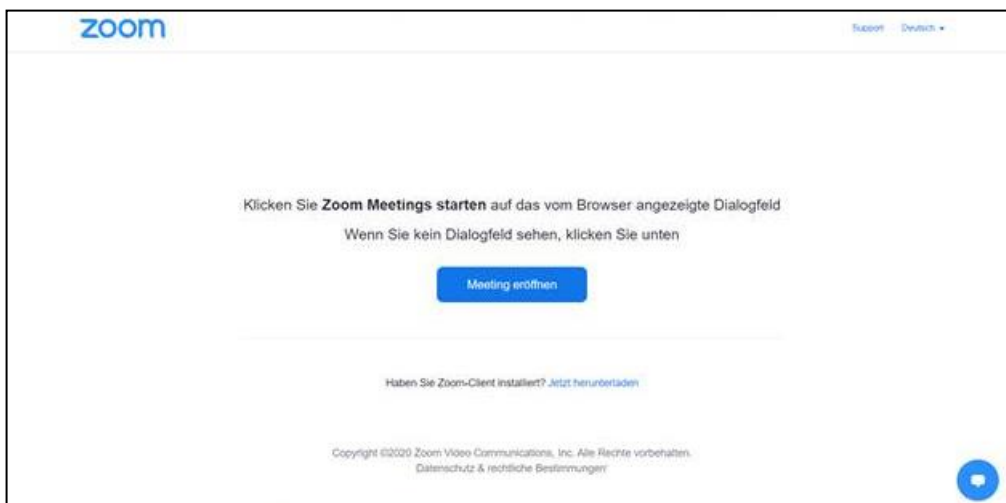 zoom
Support Deutsch
Klicken Sie Zoom Meetings starten auf das vom Browser angezeigte Dialogfeld
Wenn Sie kein Dialogfeld sehen, klicken Sie unten
Meeting eröffnen
Haben Sie Zoom-Client installiert? Jetzt herunterladen
Copyright ©2020 Zoom Video Communications, Inc. Alle Rechte vorbehalten.
Datenschutz & rechtliche Bestimmungen